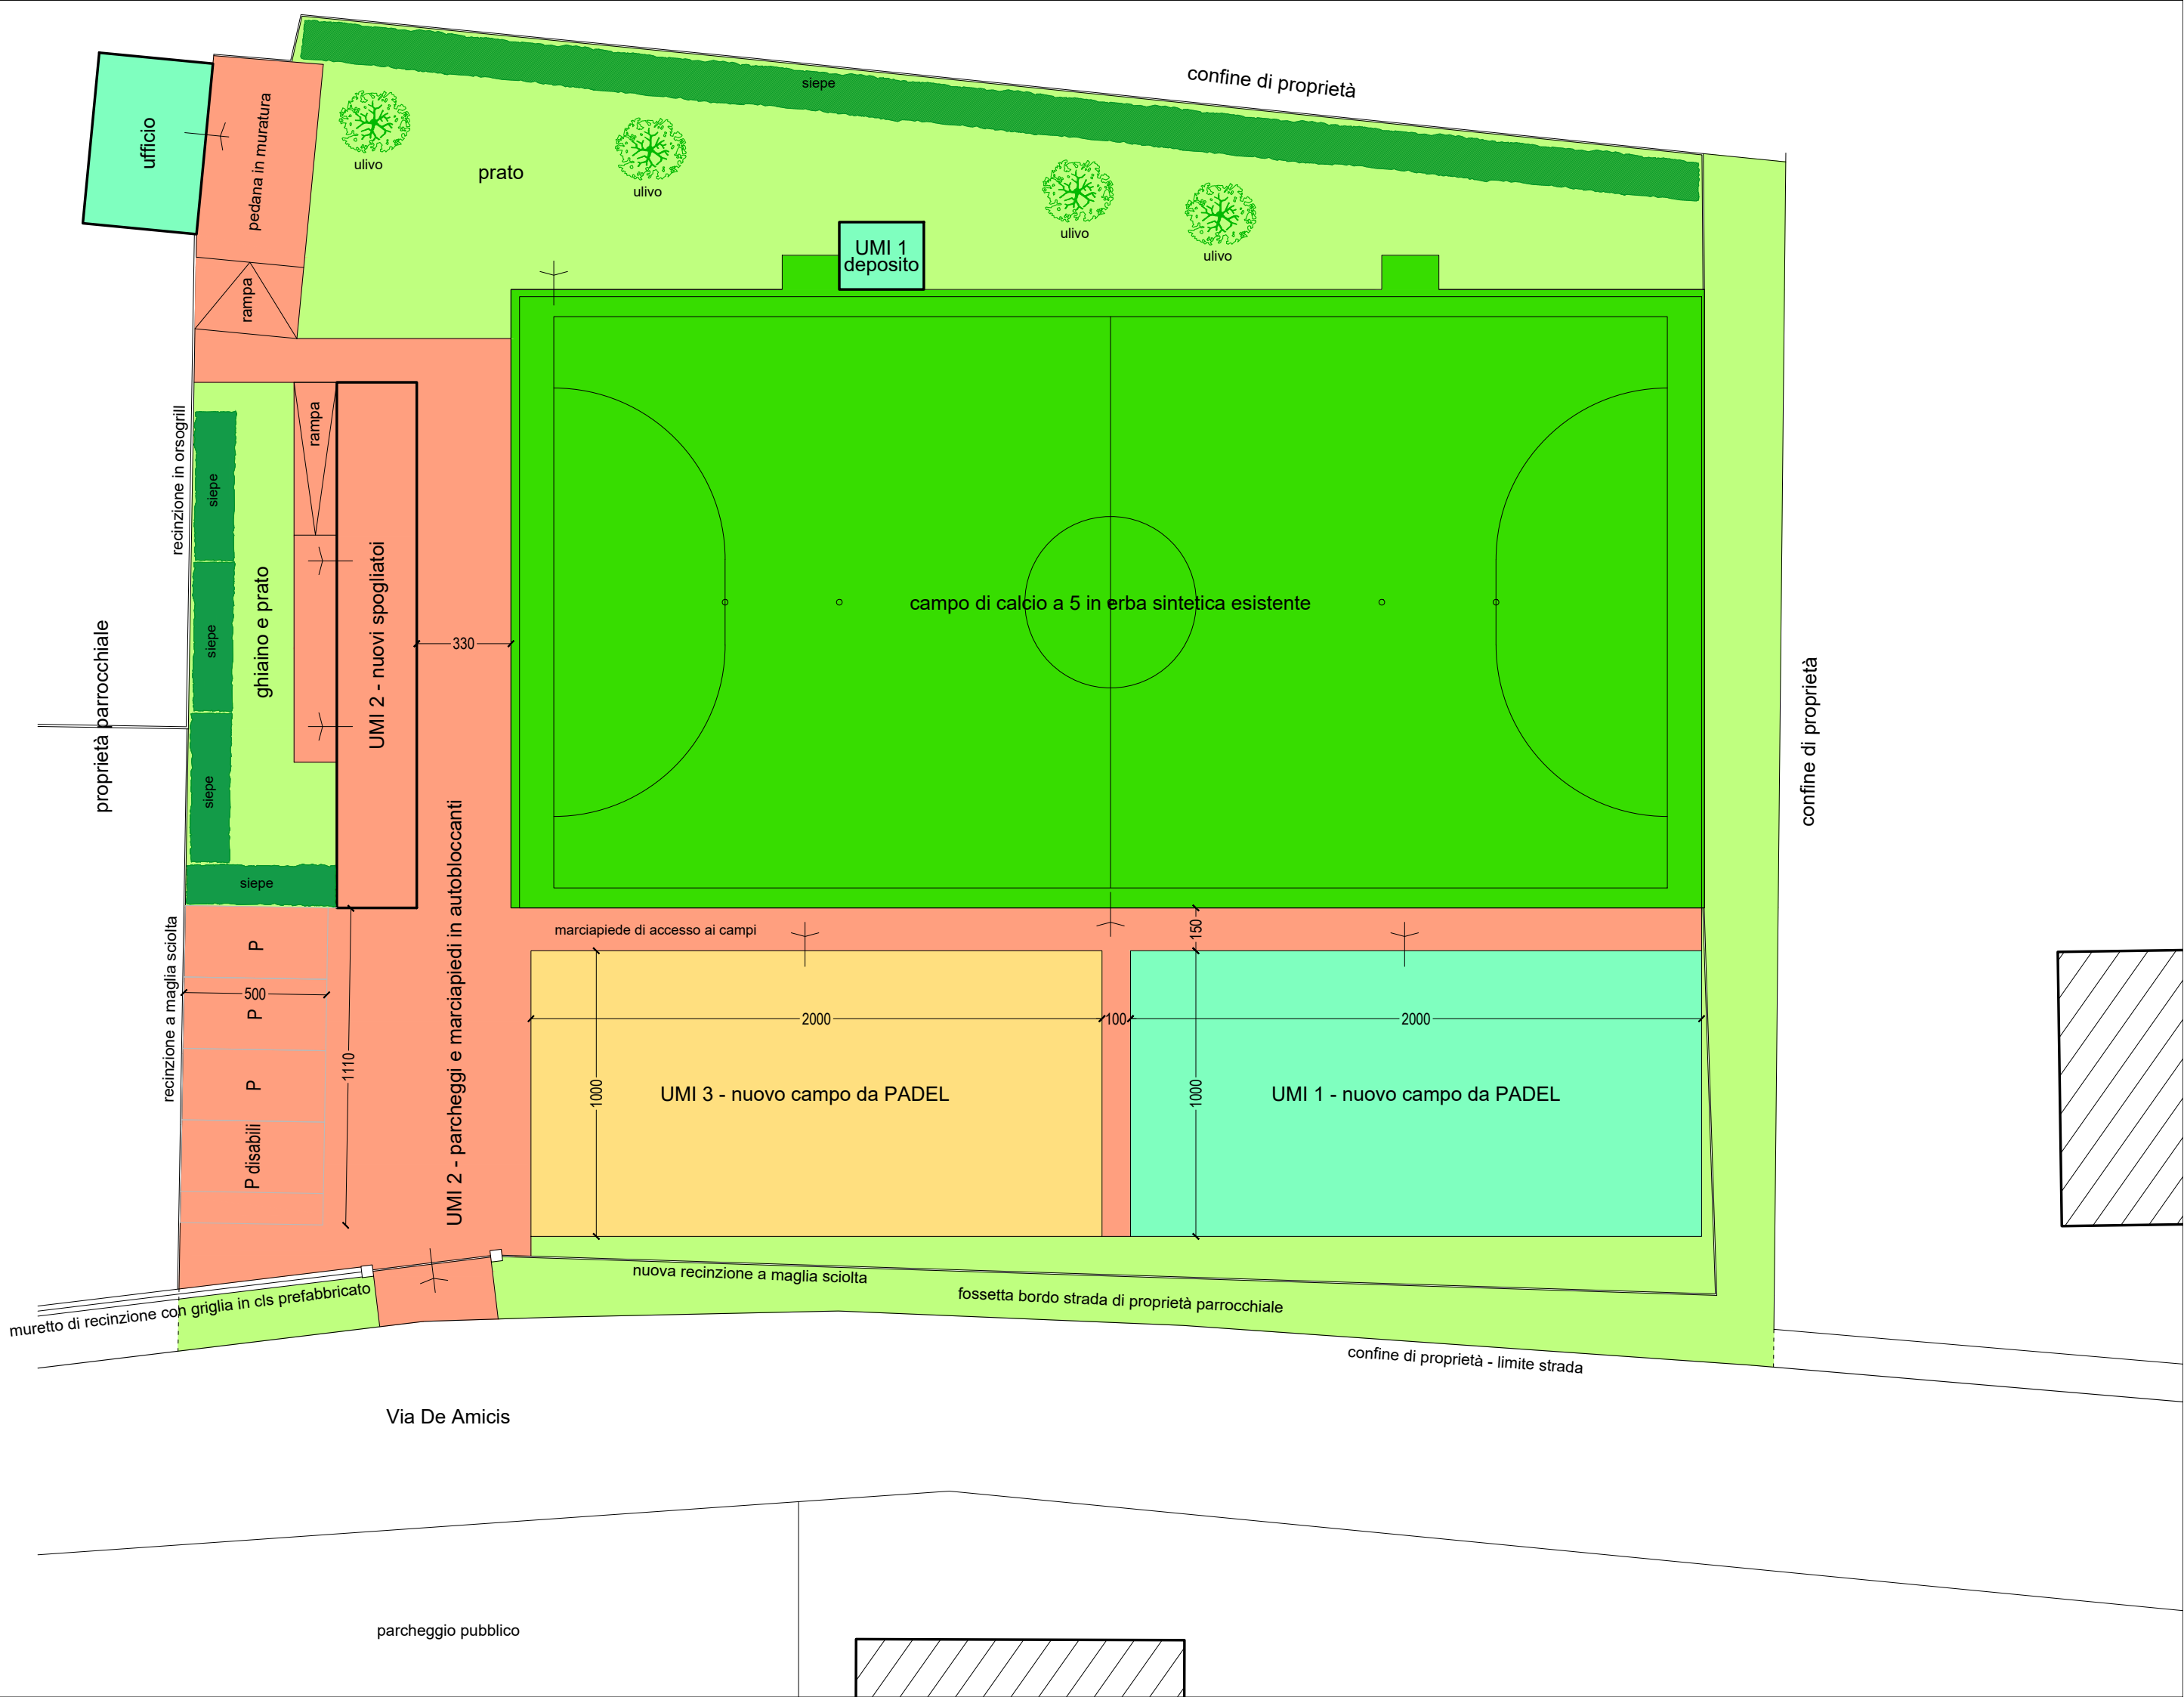 confine di proprietà
siepe
ufficio
pedana in muratura
ulivo
prato
ulivo
ulivo
ulivo
UMI 1
deposito
rampa
rampa
recinzione in orsogrill
siepe
siepe
siepe
siepe
ghiaino e prato
UMI 2 - nuovi spogliatoi
330
campo di calcio a 5 in erba sintetica esistente
proprietà parrocchiale
confine di proprietà
UMI 2 - parcheggi e marciapiedi in autobloccanti
marciapiede di accesso ai campi
150
recinzione a maglia sciolta
P
500
P
P
P disabili
1110
2000
100
2000
1000
1000
UMI 3 - nuovo campo da PADEL
UMI 1 - nuovo campo da PADEL
nuova recinzione a maglia sciolta
fossetta bordo strada di proprietà parrocchiale
muretto di recinzione con griglia in cls prefabbricato
confine di proprietà - limite strada
Via De Amicis
parcheggio pubblico